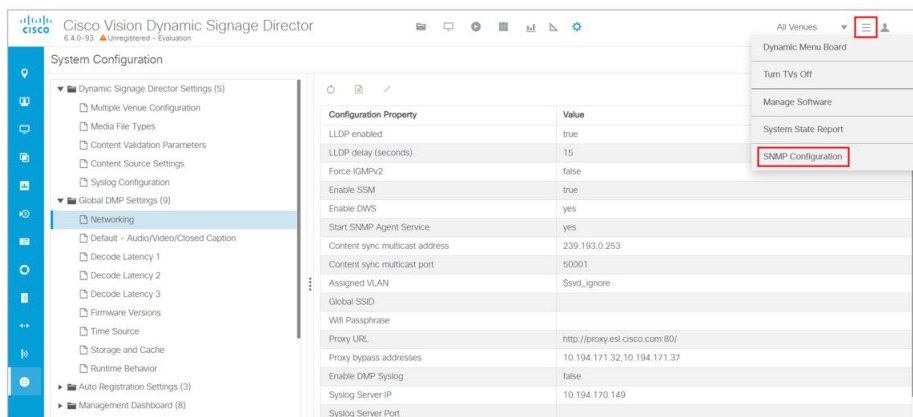 CISCO
Cisco Vision Dynamic Signage Director
6.4.0-93 Unregistered - Evaluation
All Venues
System Configuration
Dynamic Menu Board
Turn TVs Off
Manage Software
System State Report
SNMP Configuration
Dynamic Signage Director Settings (5)
Multiple Venue Configuration
Media File Types
Content Validation Parameters
Content Source Settings
Syslog Configuration
Global DMP Settings (9)
Networking
Default - Audio/Video/Closed Caption
Decode Latency 1
Decode Latency 2
Decode Latency 3
Firmware Versions
Time Source
Storage and Cache
Runtime Behavior
Auto Registration Settings (3)
Management Dashboard (8)
Configuration Property Value
LLDP enabled true
LLDP delay (seconds) 15
Force IGMPv2 false
Enable SSM true
Enable DWS yes
Start SNMP Agent Service yes
Content sync multicast address 239.193.0.253
Content sync multicast port 50001
Assigned VLAN $svd_ignore
Global SSID
Wifi Passphrase
Proxy URL http://proxy.esl.cisco.com:80/
Proxy bypass addresses 10.194.171.32,10.194.171.37
Enable DMP Syslog false
Syslog Server IP 10.194.170.149
Syslog Server Port